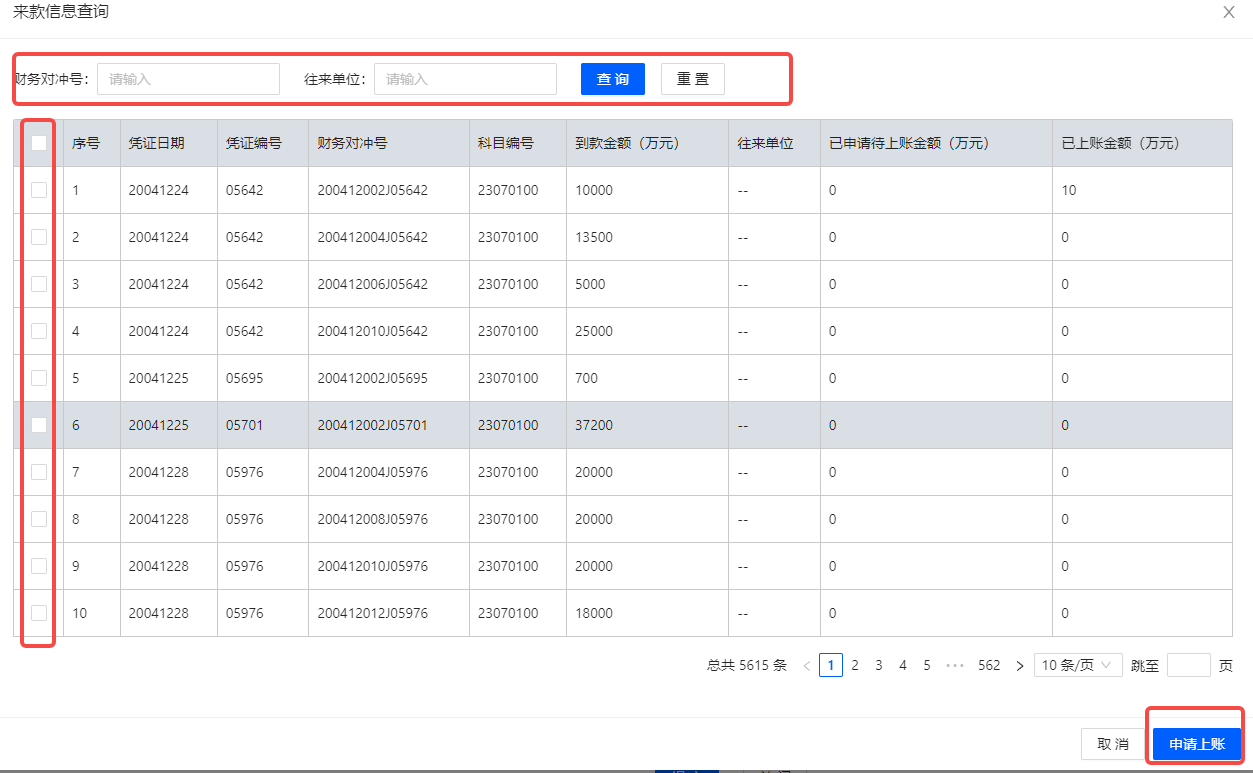 来款信息查询
财务对冲号： 请输入 往来单位： 请输入 查 询 重 置
序号 凭证日期 凭证编号 财务对冲号 科目编号 到款金额（万元） 往来单位 已申请待上账金额（万元） 已上账金额（万元）
1 20041224 05642 200412002J05642 23070100 10000 -- 0 10
2 20041224 05642 200412004J05642 23070100 13500 -- 0 0
3 20041224 05642 200412006J05642 23070100 5000 -- 0 0
4 20041224 05642 200412010J05642 23070100 25000 -- 0 0
5 20041225 05695 200412002J05695 23070100 700 -- 0 0
6 20041225 05701 200412002J05701 23070100 37200 -- 0 0
7 20041228 05976 200412004J05976 23070100 20000 -- 0 0
8 20041228 05976 200412008J05976 23070100 20000 -- 0 0
9 20041228 05976 200412010J05976 23070100 20000 -- 0 0
10 20041228 05976 200412012J05976 23070100 18000 -- 0 0
总共 5615 条 < 1 2 3 4 5 ••• 562 > 10 条/页 跳至 页
取 消 申请上账